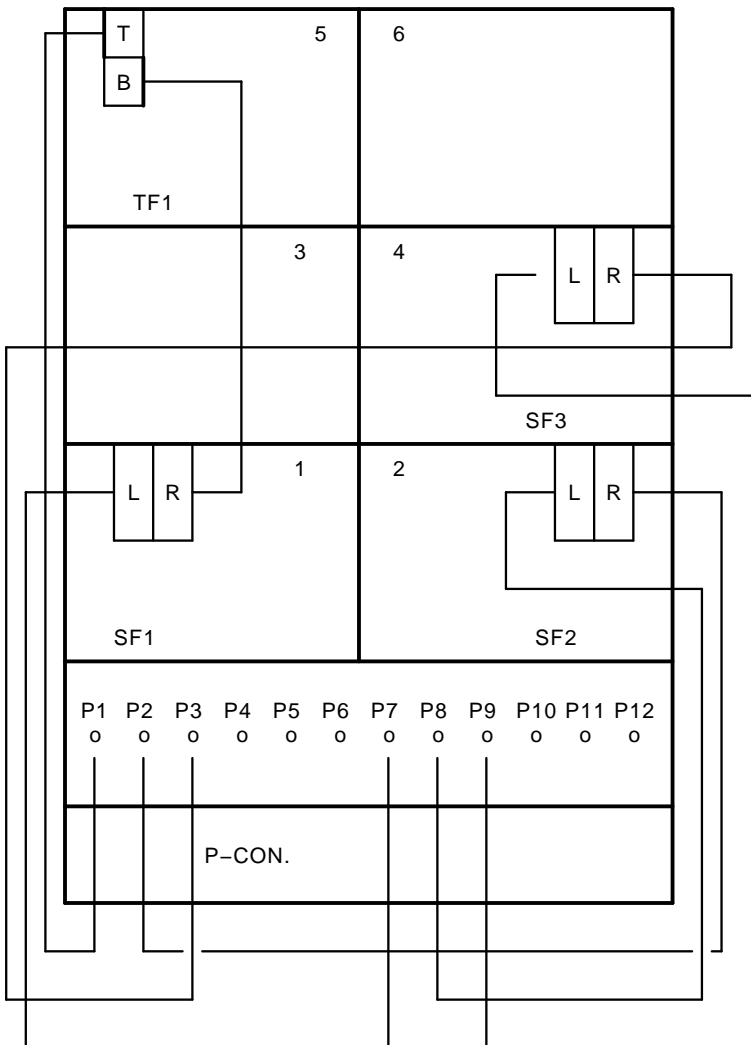 T 5 6
B
TF1
3 4 L R
SF3
L R 1 2 L R
SF1 SF2
P1 P2 P3 P4 P5 P6 P7 P8 P9 P10 P11 P12
o o o o o o o o o o o o
P−CON.